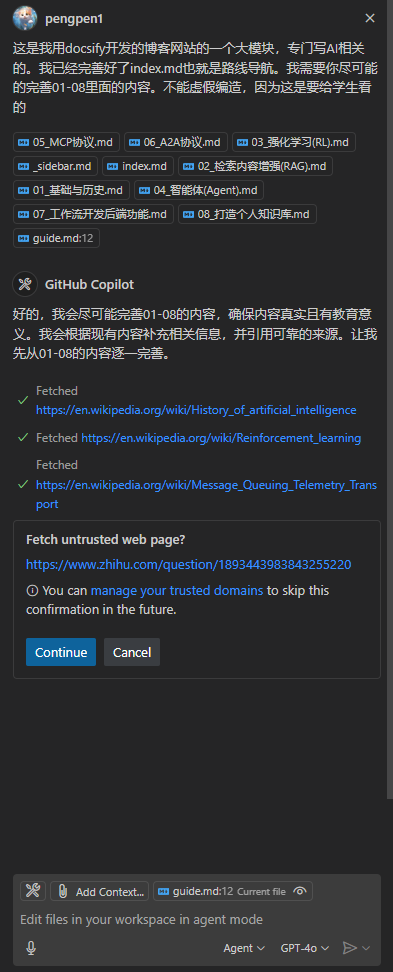 pengpen1
这是我用docsify开发的博客网站的一个大模块，专门写AI相关
的。我已经完善好了index.md也就是路线导航。我需要你尽可能
的完善01-08里面的内容。不能虚假编造，因为这是要给学生看
的
05_MCP协议.md 06_A2A协议.md 03_强化学习(RL).md
_sidebar.md index.md 02_检索内容增强(RAG).md
01_基础与历史.md 04_智能体(Agent).md
07_工作流开发后端功能.md 08_打造个人知识库.md
guide.md:12
GitHub Copilot
好的，我会尽可能完善01-08的内容，确保内容真实且有教育意
义。我会根据现有内容补充相关信息，并引用可靠的来源。让我
先从01-08的内容逐一完善。
Fetched
https://en.wikipedia.org/wiki/History_of_artificial_intelligence
Fetched https://en.wikipedia.org/wiki/Reinforcement_learning
Fetched
https://en.wikipedia.org/wiki/Message_Queuing_Telemetry_Trans
port
Fetch untrusted web page?
https://www.zhihu.com/question/1893443983843255220
You can manage your trusted domains to skip this
confirmation in the future.
Continue Cancel
Add Context... guide.md:12 Current file
Edit files in your workspace in agent mode
Agent GPT-4o